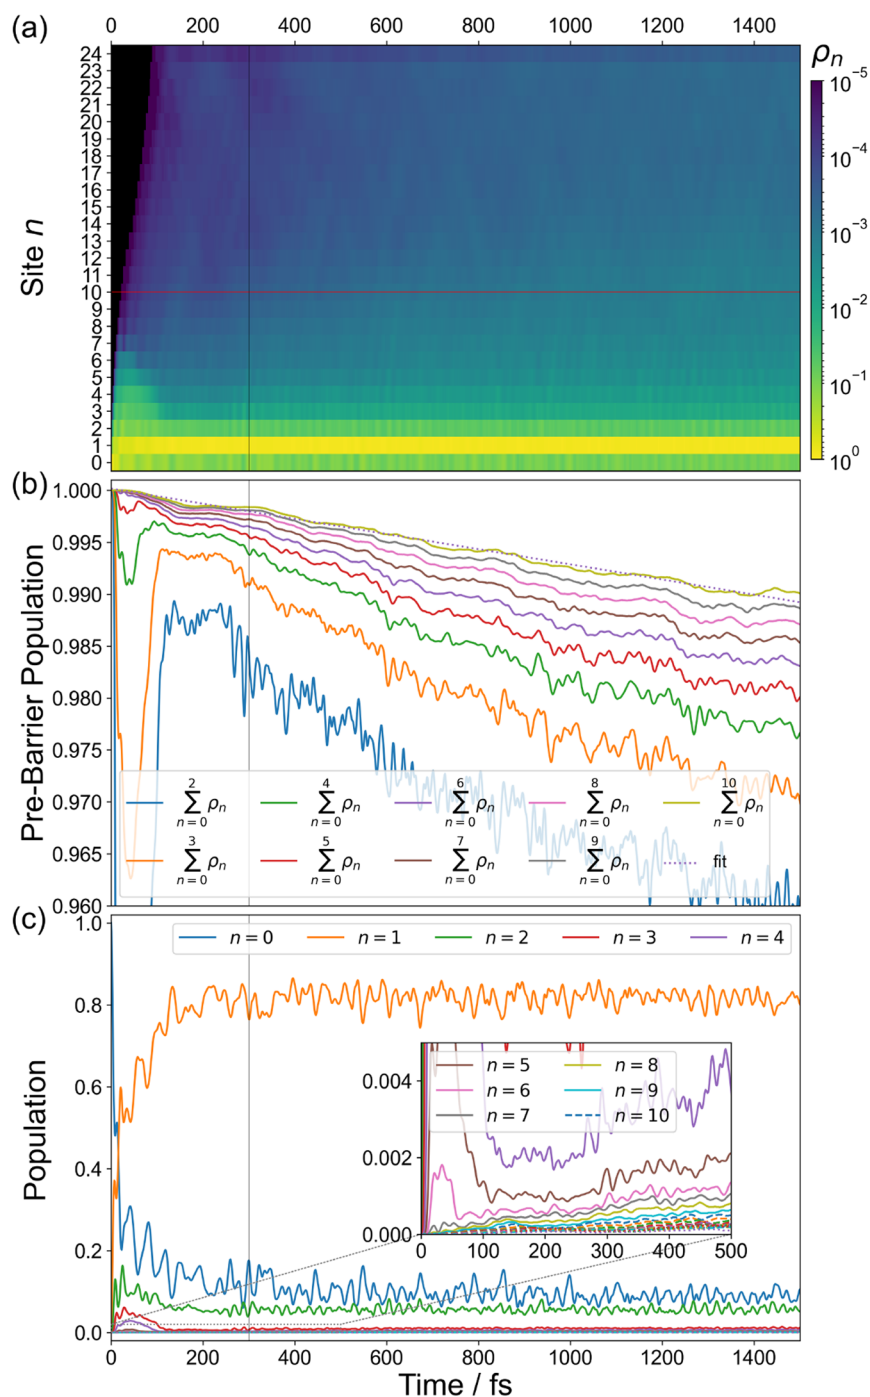 (a)
0 200 400 600 800 1000 1200 1400
Site n
24
23
22
21
20
19
18
17
16
15
14
13
12
11
10
9
8
7
6
5
4
3
2
1
0
ρn
10^-5
10^-4
10^-3
10^-2
10^-1
10^0
(b)
Pre-Barrier Population
1.000
0.995
0.990
0.985
0.980
0.975
0.970
0.965
0.960
2 4 6 8 10
∑ρn ∑ρn ∑ρn ∑ρn ∑ρn
n=0 n=0 n=0 n=0 n=0
3 5 7 9
∑ρn ∑ρn ∑ρn ∑ρn fit
n=0 n=0 n=0 n=0
(c)
Population
1.0
0.8
0.6
0.4
0.2
0.0
n=0 n=1 n=2 n=3 n=4
0.004
0.002
0.000
n=5 n=8
n=6 n=9
n=7 n=10
0 100 200 300 400 500
0 200 400 600 800 1000 1200 1400
Time / fs